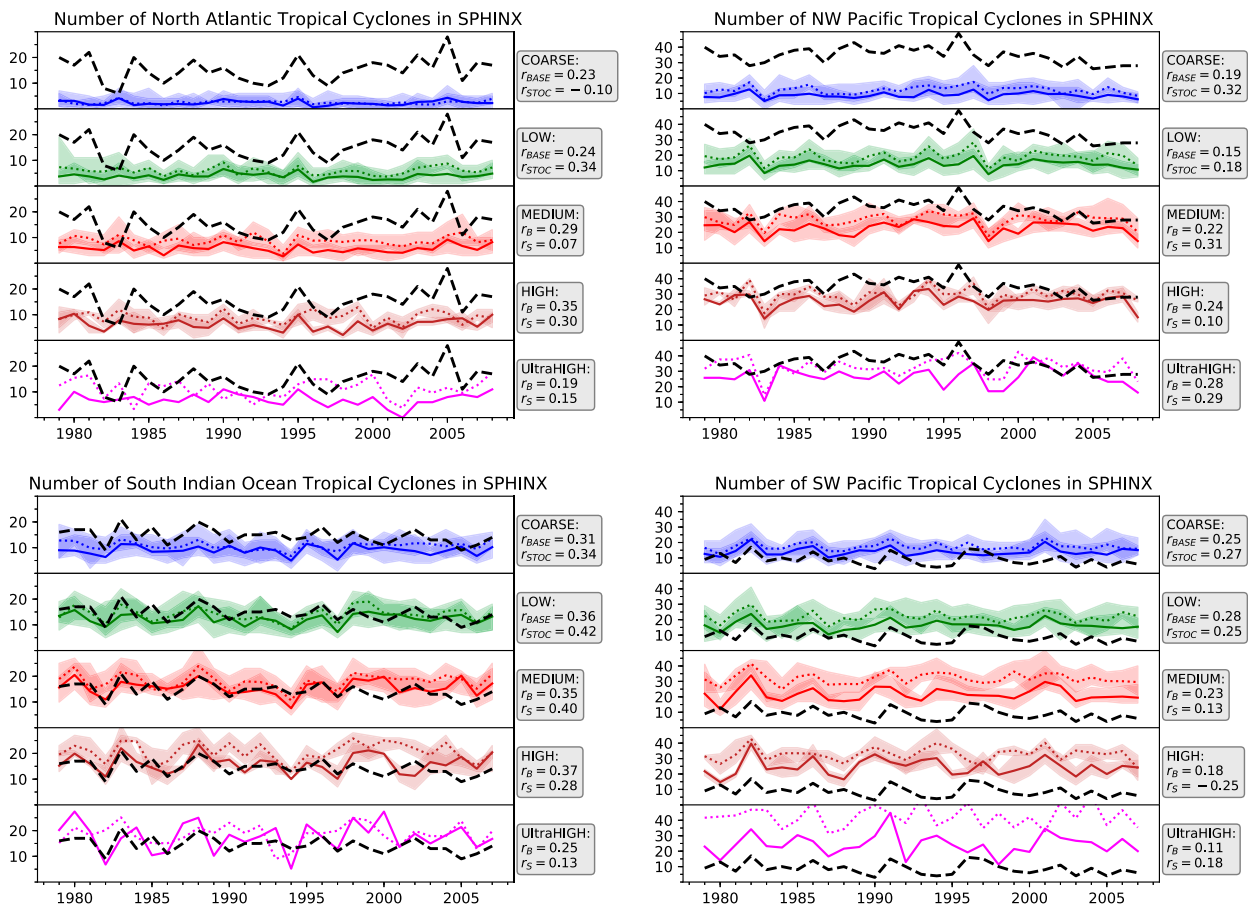 Number of North Atlantic Tropical Cyclones in SPHINX
20
10
COARSE:
r_BASE = 0.23
r_STOC = −0.10
20
10
LOW:
r_BASE = 0.24
r_STOC = 0.34
20
10
MEDIUM:
r_B = 0.29
r_S = 0.07
20
10
HIGH:
r_B = 0.35
r_S = 0.30
20
10
UltraHIGH:
r_B = 0.19
r_S = 0.15
1980 1985 1990 1995 2000 2005
Number of NW Pacific Tropical Cyclones in SPHINX
40
30
20
10
COARSE:
r_BASE = 0.19
r_STOC = 0.32
40
30
20
10
LOW:
r_BASE = 0.15
r_STOC = 0.18
40
30
20
10
MEDIUM:
r_B = 0.22
r_S = 0.31
40
30
20
10
HIGH:
r_B = 0.24
r_S = 0.10
40
30
20
10
UltraHIGH:
r_B = 0.28
r_S = 0.29
1980 1985 1990 1995 2000 2005
Number of South Indian Ocean Tropical Cyclones in SPHINX
20
10
COARSE:
r_BASE = 0.31
r_STOC = 0.34
20
10
LOW:
r_BASE = 0.36
r_STOC = 0.42
20
10
MEDIUM:
r_B = 0.35
r_S = 0.40
20
10
HIGH:
r_B = 0.37
r_S = 0.28
20
10
UltraHIGH:
r_B = 0.25
r_S = 0.13
1980 1985 1990 1995 2000 2005
Number of SW Pacific Tropical Cyclones in SPHINX
40
30
20
10
COARSE:
r_BASE = 0.25
r_STOC = 0.27
40
30
20
10
LOW:
r_BASE = 0.28
r_STOC = 0.25
40
30
20
10
MEDIUM:
r_B = 0.23
r_S = 0.13
40
30
20
10
HIGH:
r_B = 0.18
r_S = −0.25
40
30
20
10
UltraHIGH:
r_B = 0.11
r_S = 0.18
1980 1985 1990 1995 2000 2005